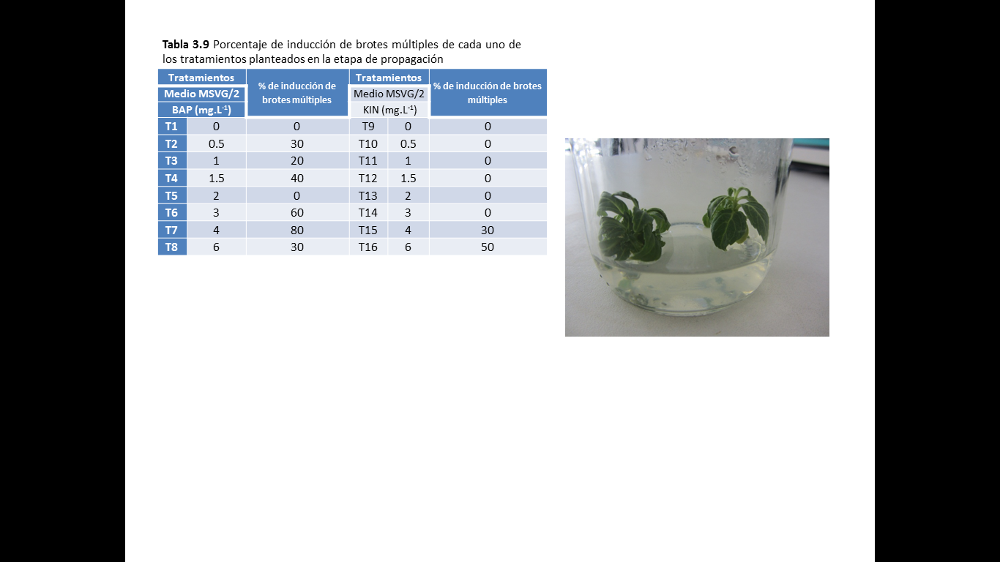 Tabla 3.9 Porcentaje de inducción de brotes múltiples de cada uno de
los tratamientos planteados en la etapa de propagación
Tratamientos % de inducción de brotes múltiples Tratamientos % de inducción de brotes múltiples
Medio MSVG/2 Medio MSVG/2
BAP (mg.L-1) KIN (mg.L-1)
T1 0 0 T9 0 0
T2 0.5 30 T10 0.5 0
T3 1 20 T11 1 0
T4 1.5 40 T12 1.5 0
T5 2 0 T13 2 0
T6 3 60 T14 3 0
T7 4 80 T15 4 30
T8 6 30 T16 6 50